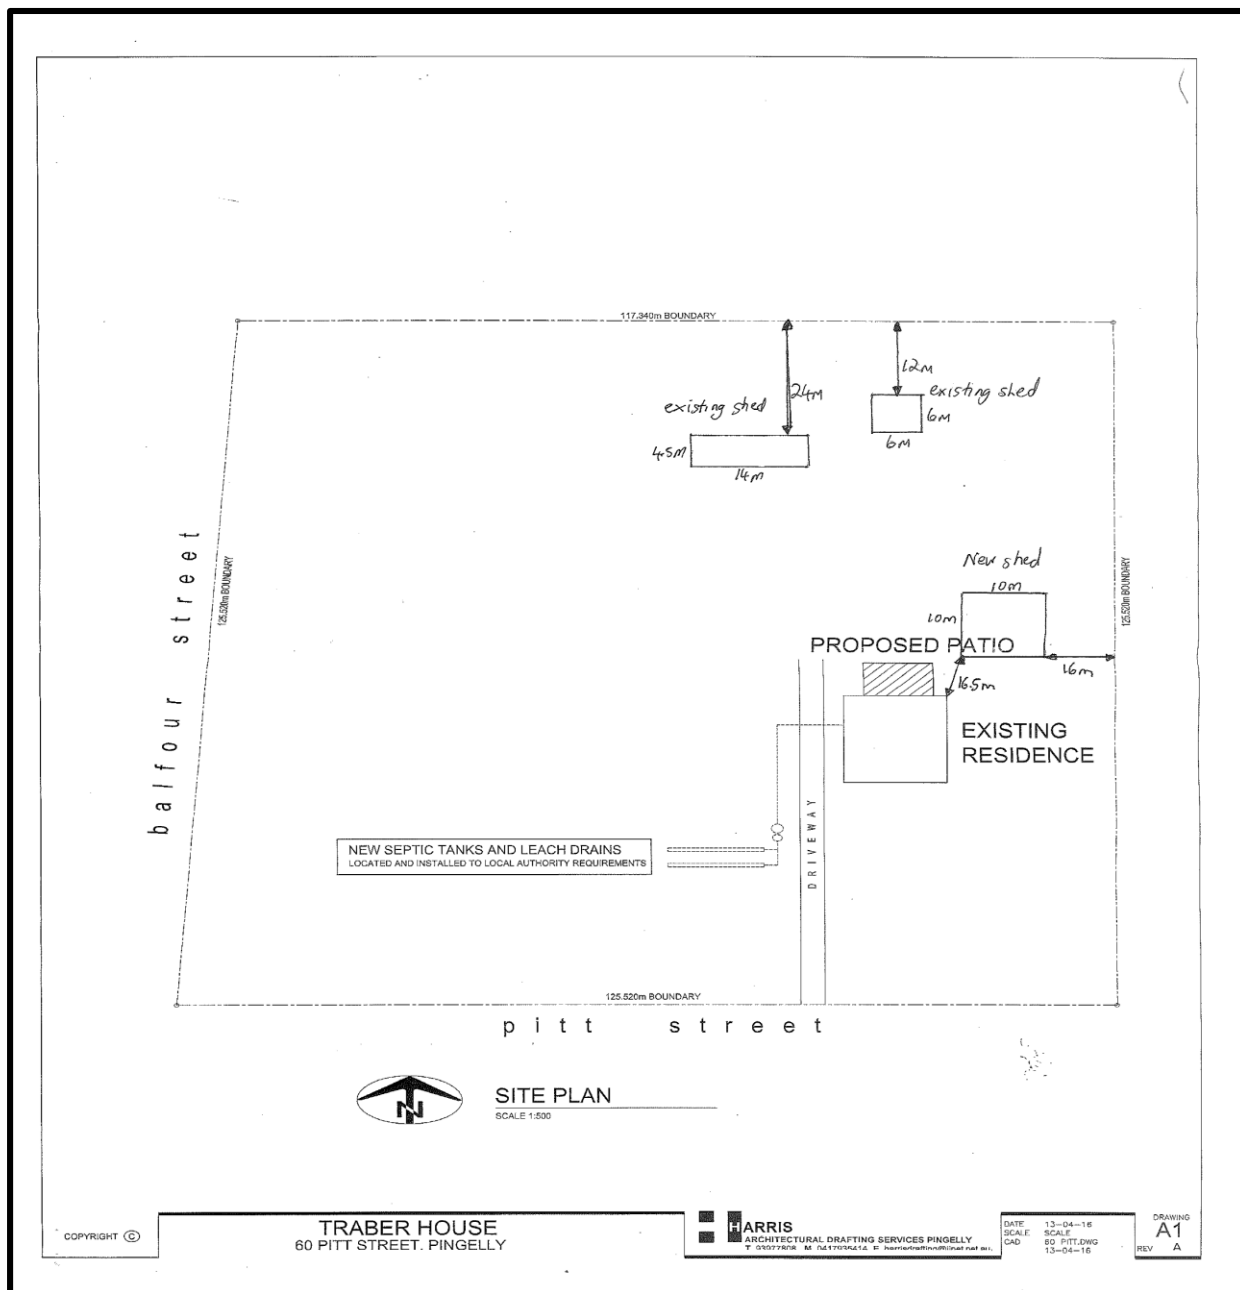 117.340m BOUNDARY
12m
24m
existing shed
existing shed
6m
4.5m
6m
14m
balfour street
125.520m BOUNDARY
125.520m BOUNDARY
New shed
10m
10m
PROPOSED PATIO
16m
16.5m
EXISTING
RESIDENCE
DRIVEWAY
NEW SEPTIC TANKS AND LEACH DRAINS
LOCATED AND INSTALLED TO LOCAL AUTHORITY REQUIREMENTS
125.520m BOUNDARY
pitt street
N
SITE PLAN
SCALE 1:500
COPYRIGHT ©
TRABER HOUSE
60 PITT STREET. PINGELLY
HARRIS
ARCHITECTURAL DRAFTING SERVICES PINGELLY
DATE 13-04-16
SCALE SCALE
CAD 60 PITT.DWG
13-04-16
DRAWING
A1
REV A